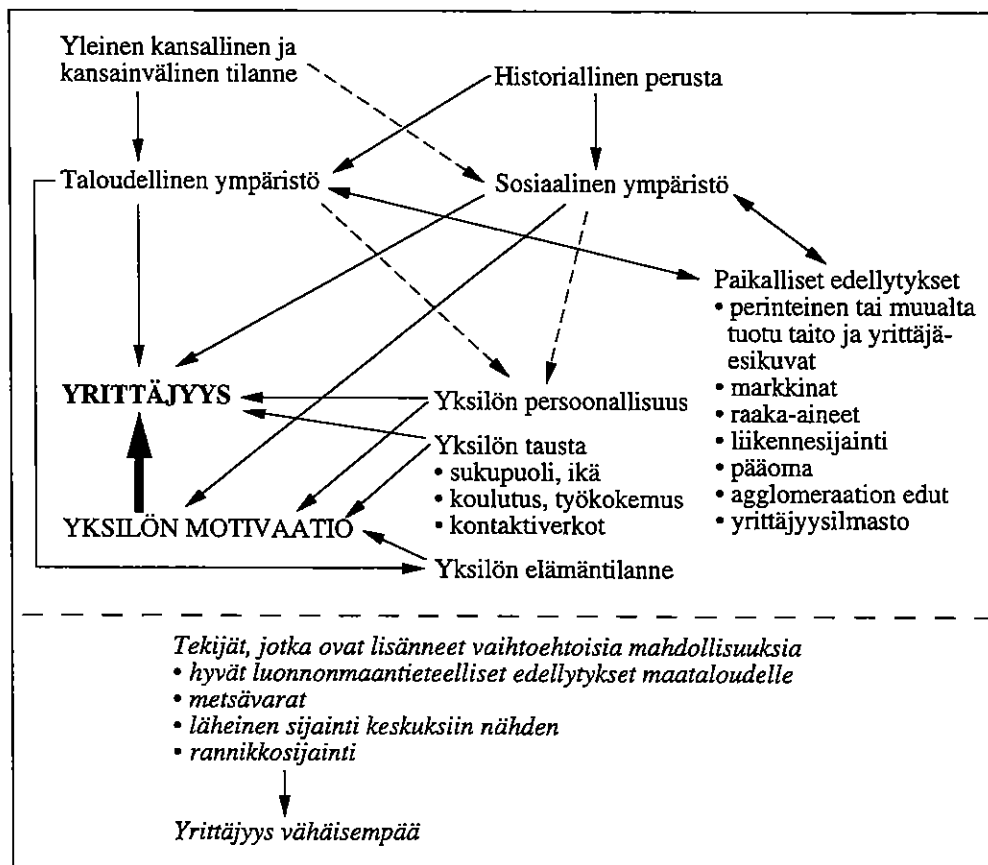 Yleinen kansallinen ja
kansainvälinen tilanne
Historiallinen perusta
Taloudellinen ympäristö
Sosiaalinen ympäristö
Paikalliset edellytykset
• perinteinen tai muualta
tuotu taito ja yrittäjä-
esikuvat
• markkinat
• raaka-aineet
• liikennesijainti
• pääoma
• agglomeraation edut
• yrittäjyysilmasto
YRITTÄJYYS
Yksilön persoonallisuus
Yksilön tausta
• sukupuoli, ikä
• koulutus, työkokemus
• kontaktiverkot
YKSILÖN MOTIVAATIO
Yksilön elämäntilanne
Tekijät, jotka ovat lisänneet vaihtoehtoisia mahdollisuuksia
• hyvät luonnonmaantieteelliset edellytykset maataloudelle
• metsävarat
• läheinen sijainti keskuksiin nähden
• rannikkosijainti
Yrittäjyys vähäisempää